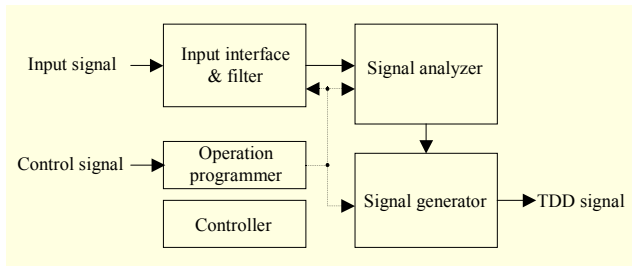 Input signal
Input interface
& filter
Signal analyzer
Control signal
Operation
programmer
Signal generator
TDD signal
Controller